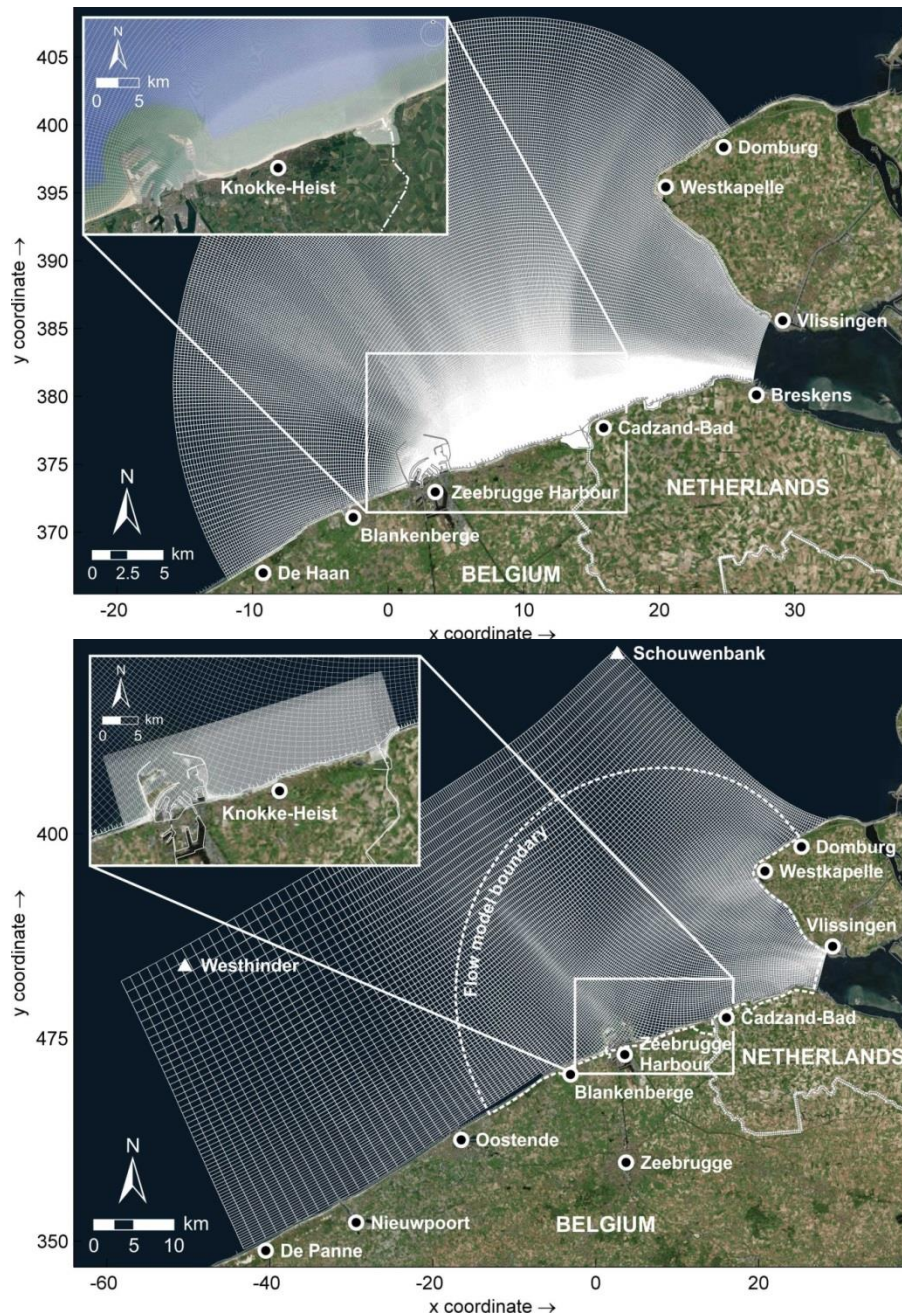 405
400
395
390
385
380
375
370
y coordinate →
N
km
0 5
Knokke-Heist
Domburg
Westkapelle
Vlissingen
Breskens
Cadzand-Bad
Zeebrugge Harbour
NETHERLANDS
Blankenberge
De Haan
BELGIUM
N
km
0 2.5 5
-20 -10 0 10 20 30
x coordinate →
Schouwenbank
N
km
0 5
Knokke-Heist
400
475
350
y coordinate →
Flow model boundary
Domburg
Westkapelle
Vlissingen
Westhinder
Cadzand-Bad
Zeebrugge
Harbour
NETHERLANDS
Blankenberge
Oostende
Zeebrugge
Nieuwpoort
BELGIUM
De Panne
N
km
0 5 10
-60 -40 -20 0 20
x coordinate →